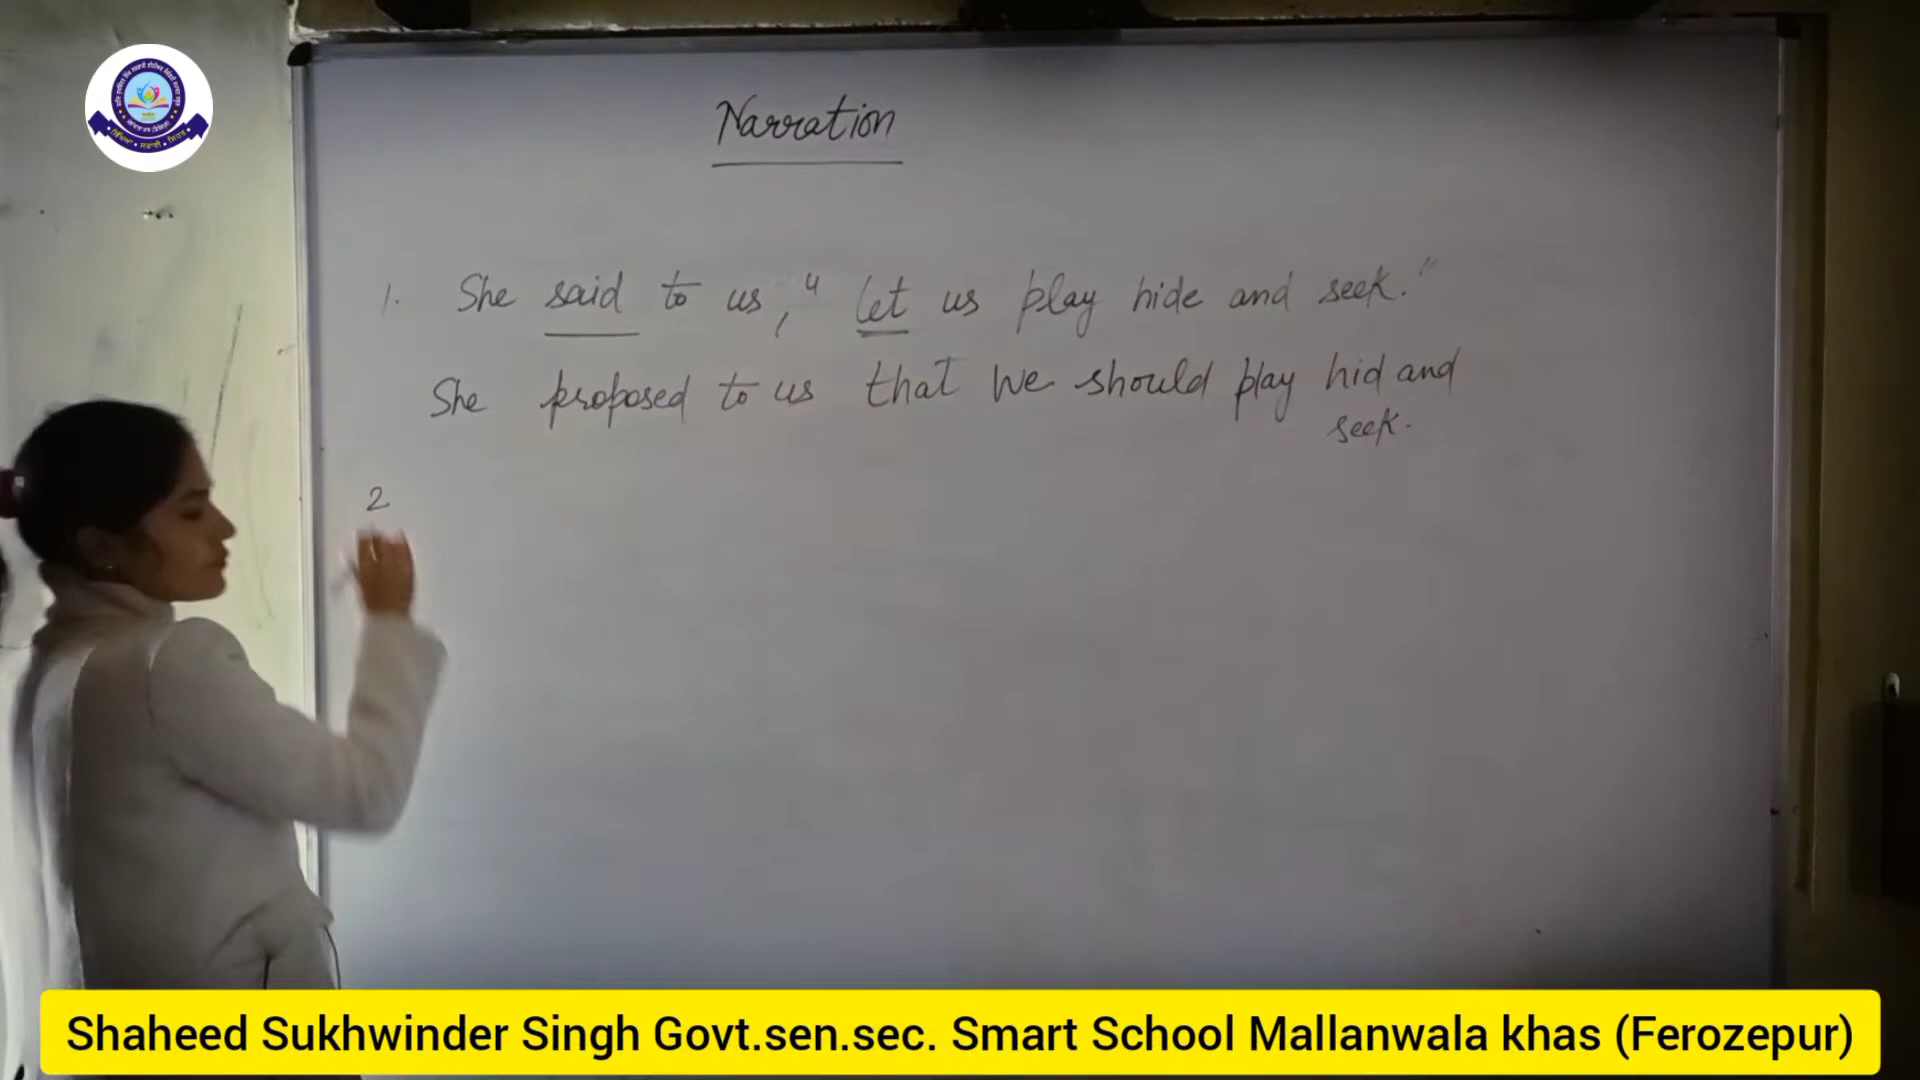 Narration
1. She said to us, " let us play hide and seek."
She proposed to us that we should play hid and
seek.
2
Shaheed Sukhwinder Singh Govt.sen.sec. Smart School Mallanwala khas (Ferozepur)